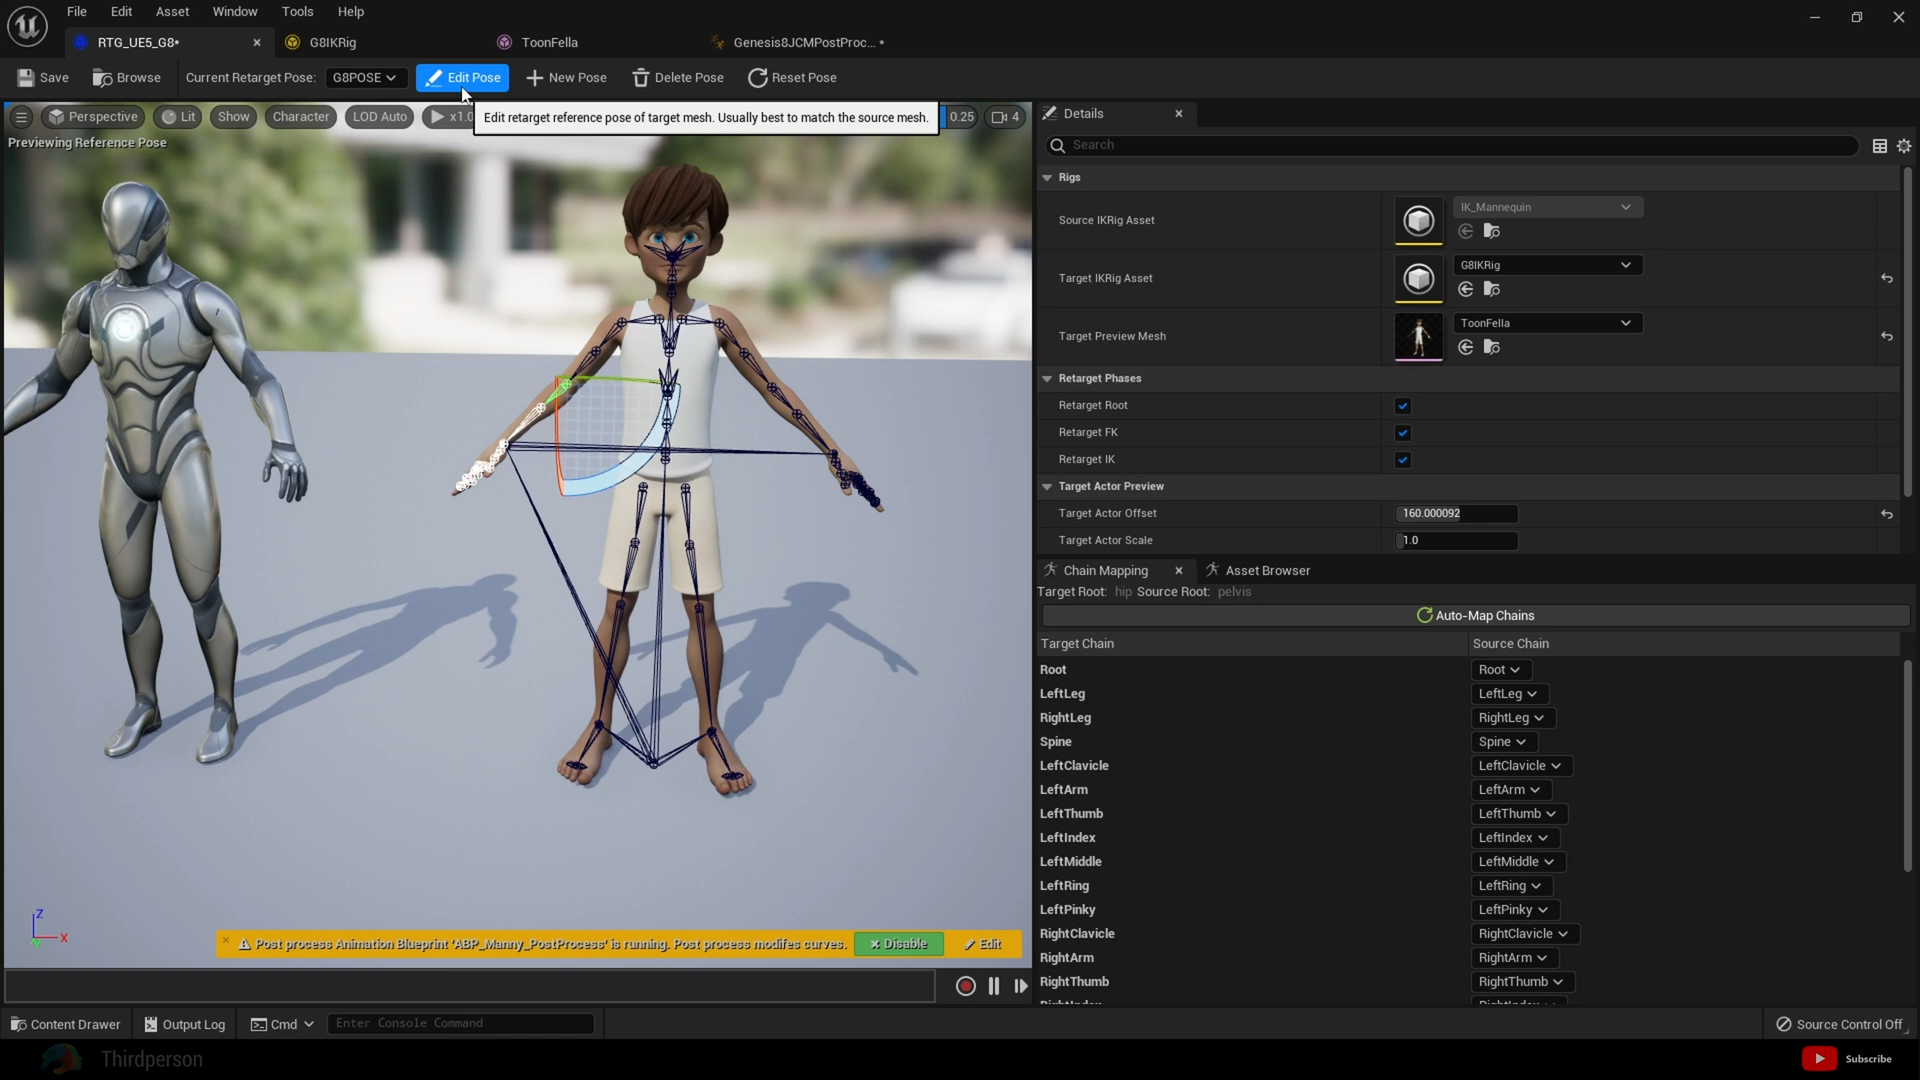 File Edit Asset Window Tools Help
RTG_UE5_G8* G8IKRig ToonFella Genesis8JCMPostProc... *
Save Browse Current Retarget Pose: G8POSE Edit Pose New Pose Delete Pose Reset Pose
Perspective Lit Show Character LOD Auto x1.0 0.25 4
Edit retarget reference pose of target mesh. Usually best to match the source mesh.
Previewing Reference Pose
Details
Search
Rigs
Source IKRig Asset IK_Mannequin
Target IKRig Asset G8IKRig
Target Preview Mesh ToonFella
Retarget Phases
Retarget Root
Retarget FK
Retarget IK
Target Actor Preview
Target Actor Offset 160.000092
Target Actor Scale 1.0
Chain Mapping Asset Browser
Target Root: hip Source Root: pelvis
Auto-Map Chains
Target Chain Source Chain
Root Root
LeftLeg LeftLeg
RightLeg RightLeg
Spine Spine
LeftClavicle LeftClavicle
LeftArm LeftArm
LeftThumb LeftThumb
LeftIndex LeftIndex
LeftMiddle LeftMiddle
LeftRing LeftRing
LeftPinky LeftPinky
RightClavicle RightClavicle
RightArm RightArm
RightThumb RightThumb
Z
X
Post process Animation Blueprint 'ABP_Manny_PostProcess' is running. Post process modifes curves. Disable Edit
Content Drawer Output Log Cmd Enter Console Command Source Control Off
Thirdperson
Subscribe